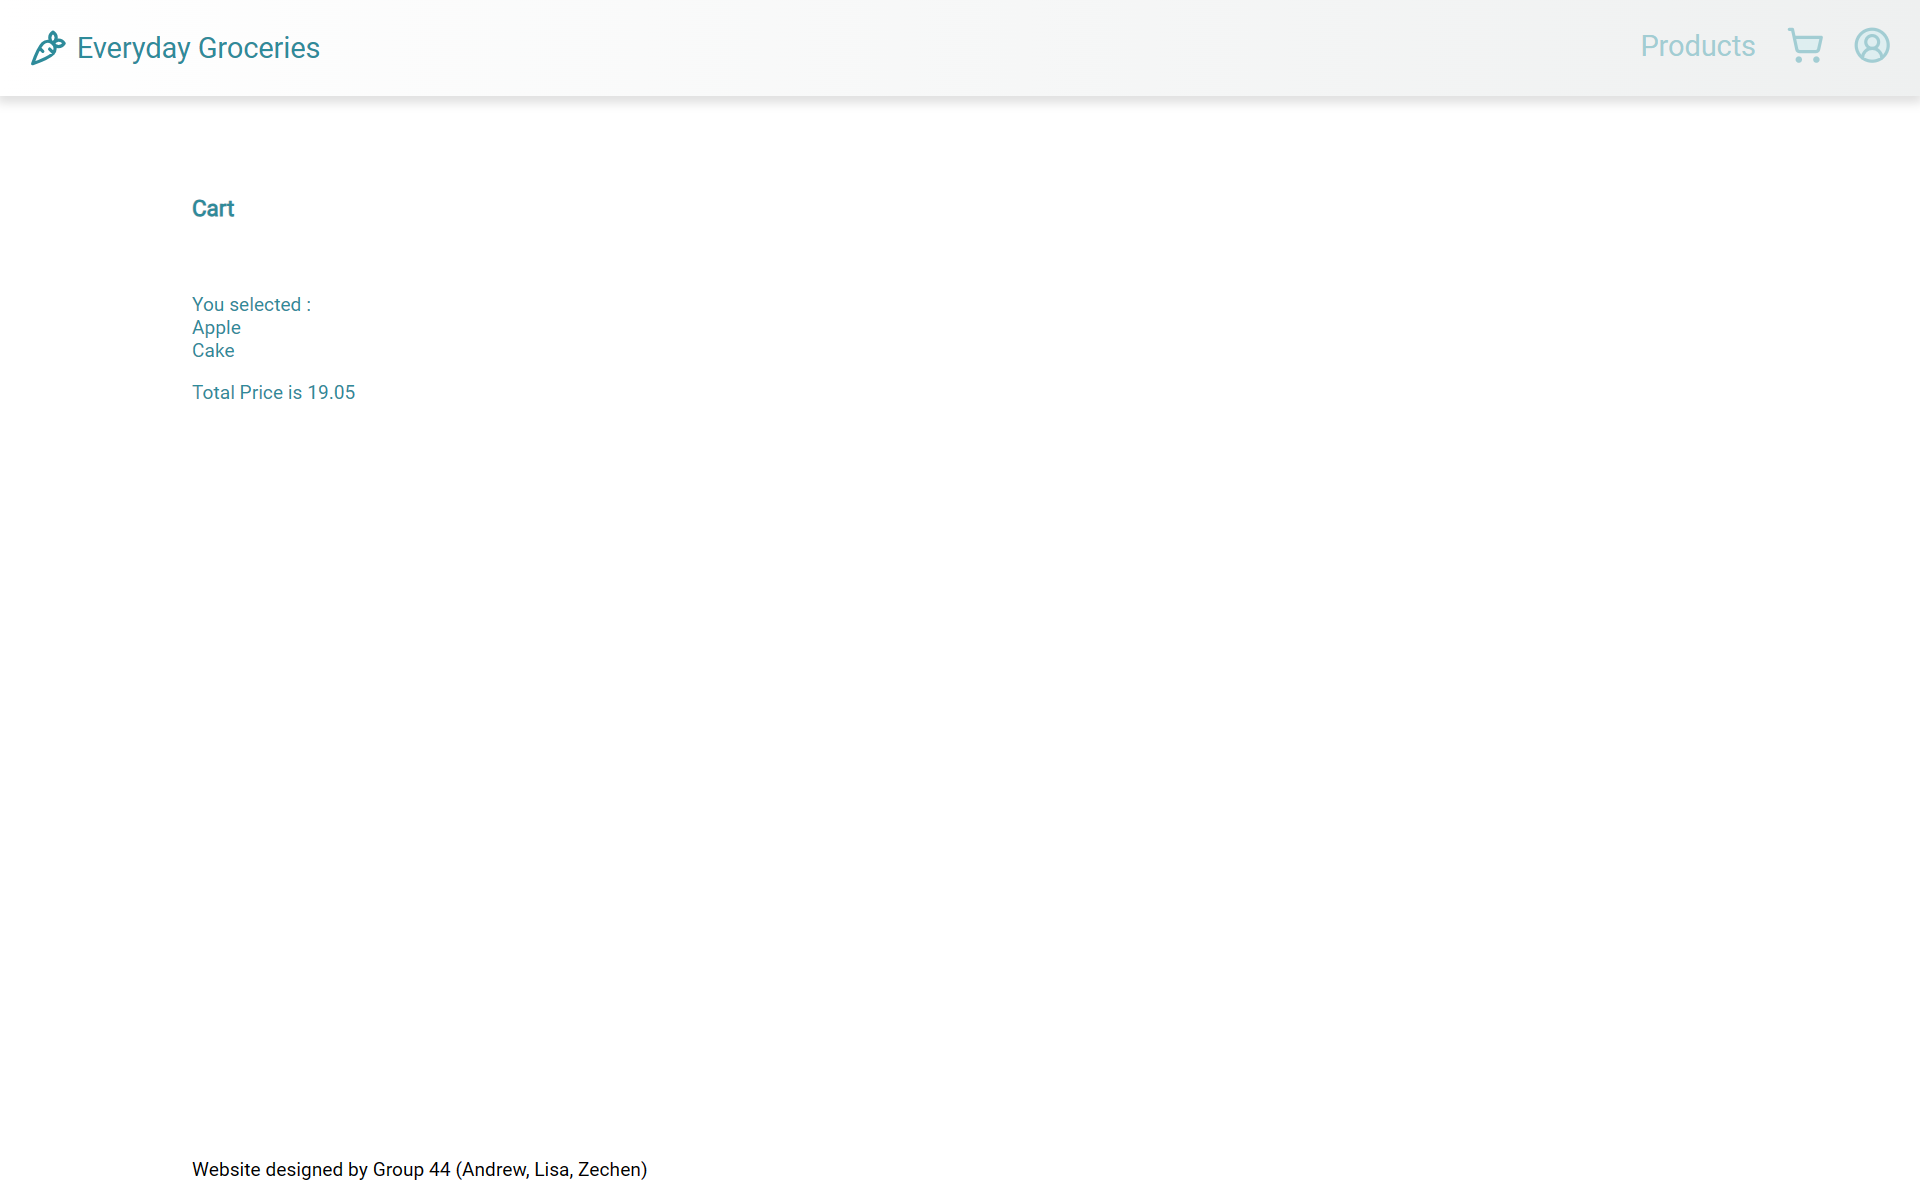 Everyday Groceries
Products
Cart
You selected :
Apple
Cake
Total Price is 19.05
Website designed by Group 44 (Andrew, Lisa, Zechen)